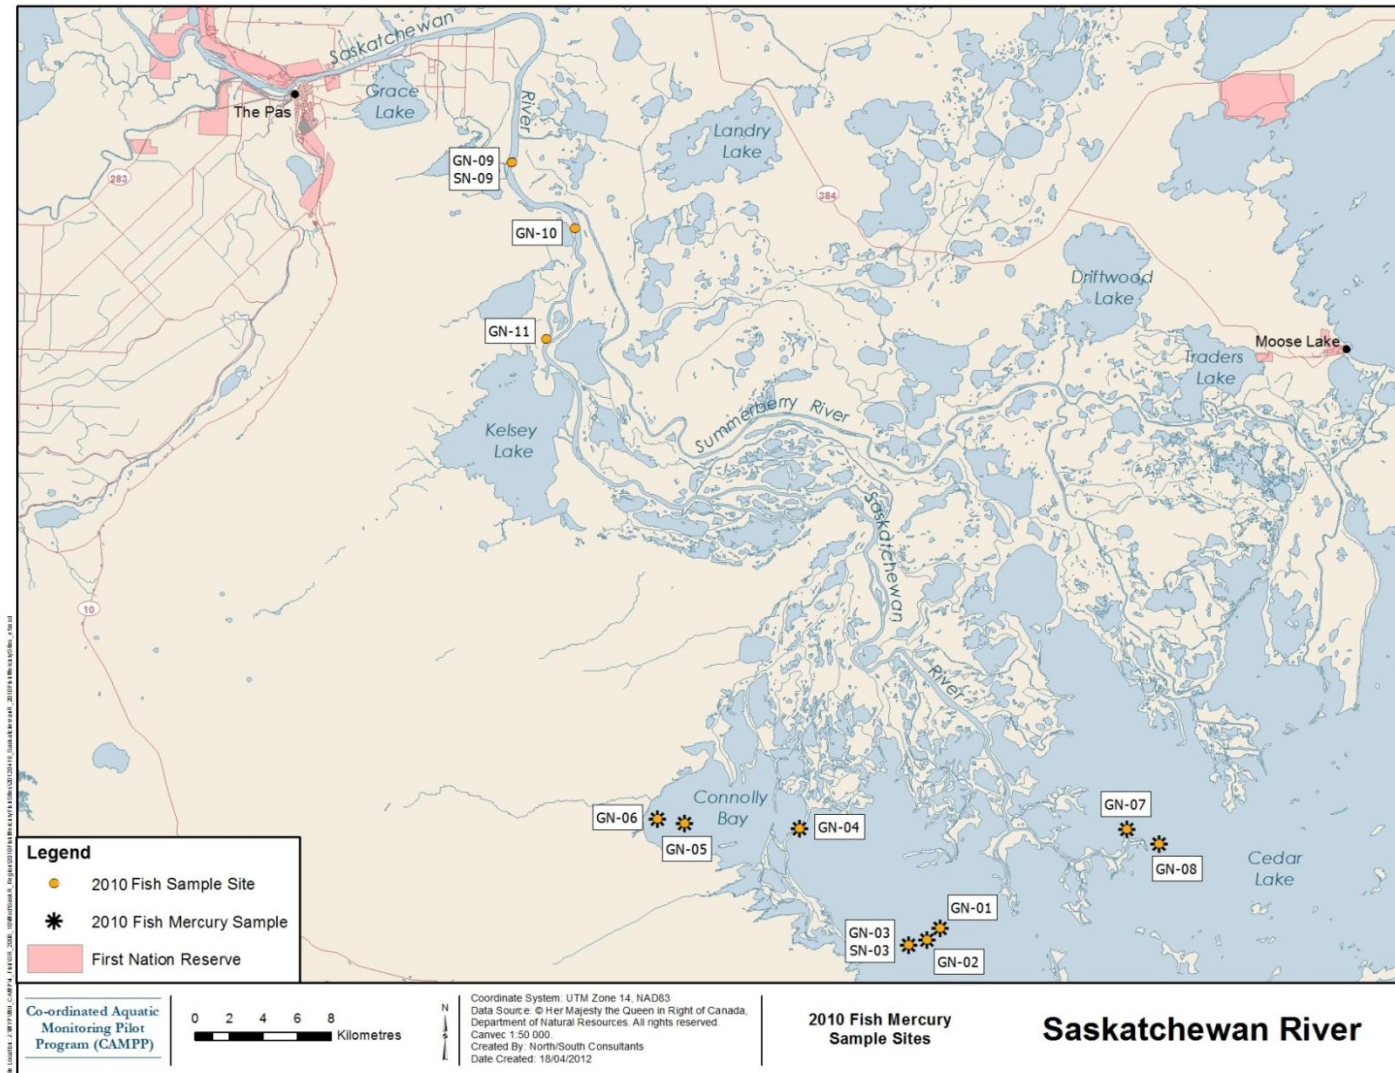 Saskatchewan
River
The Pas
Grace
Lake
Landry
Lake
283
384
GN-09
SN-09
GN-10
GN-11
Driftwood
Lake
Moose Lake
Traders
Lake
Kelsey
Lake
Summerberry River
Saskatchewan
River
10
Connolly
Bay
GN-06
GN-05
GN-04
GN-07
GN-08
Cedar
Lake
GN-01
GN-03
SN-03
GN-02
Legend
2010 Fish Sample Site
2010 Fish Mercury Sample
First Nation Reserve
Co-ordinated Aquatic
Monitoring Pilot
Program (CAMPP)
0 2 4 6 8
Kilometres
N
Coordinate System: UTM Zone 14, NAD83
Data Source: © Her Majesty the Queen in Right of Canada,
Department of Natural Resources. All rights reserved.
Canvec 1:50 000.
Created By: North/South Consultants
Date Created: 18/04/2012
2010 Fish Mercury
Sample Sites
Saskatchewan River